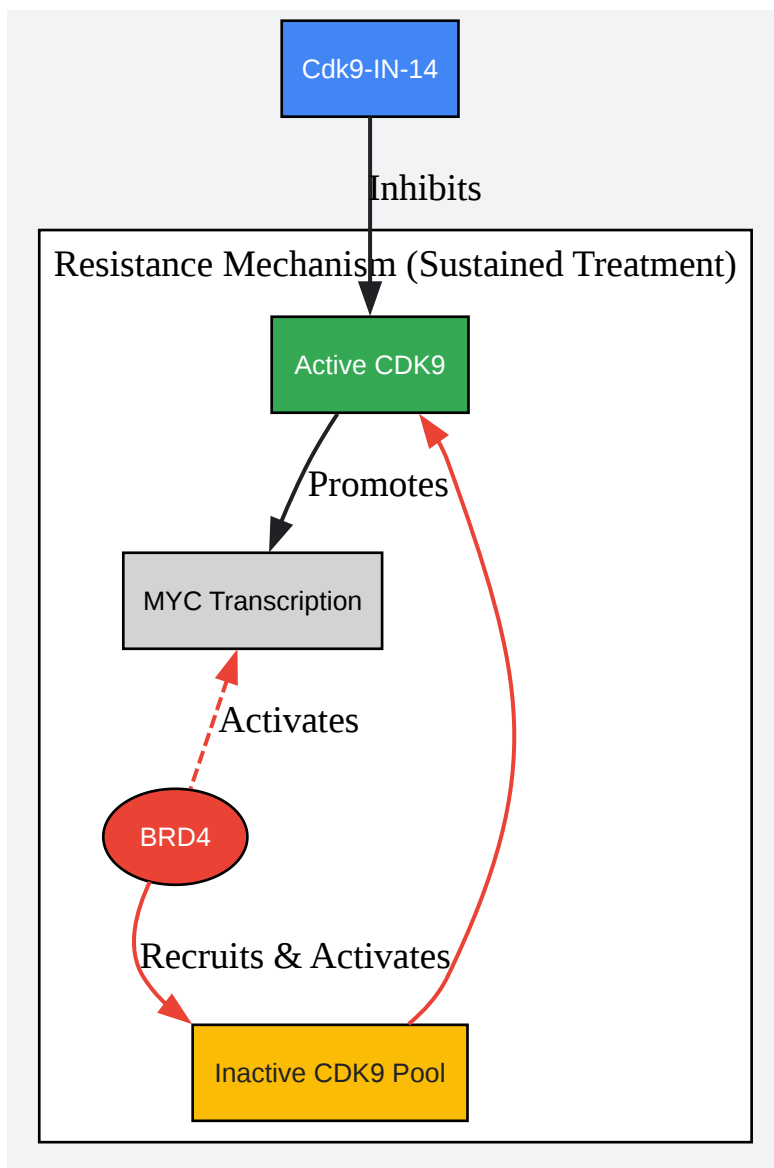 Cdk9-IN-14
Inhibits
Resistance Mechanism (Sustained Treatment)
Active CDK9
Promotes
MYC Transcription
Activates
BRD4
Recruits & Activates
Inactive CDK9 Pool